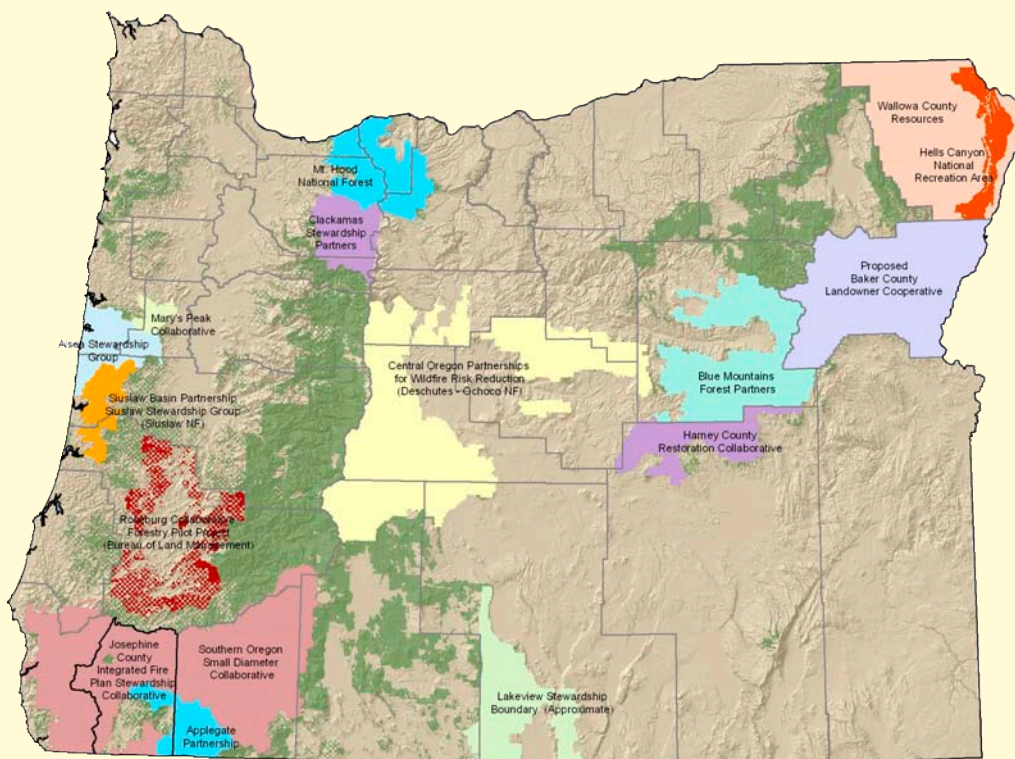 Wallowa County
Resources
Hells Canyon
National
Recreation Area
Mt. Hood
National Forest
Clackamas
Stewardship
Partners
Proposed
Baker County
Landowner Cooperative
Mary's Peak
Collaborative
Alsea Stewardship
Group
Central Oregon Partnerships
for Wildfire Risk Reduction
(Deschutes - Ochoco NF)
Blue Mountains
Forest Partners
Siuslaw Basin Partnership
Siuslaw Stewardship Group
(Siuslaw NF)
Harney County
Restoration Collaborative
Roseburg Collaborative
Forestry Pilot Project
(Bureau of Land Management)
Josephine
County
Integrated Fire
Plan Stewardship
Collaborative
Southern Oregon
Small Diameter
Collaborative
Lakeview Stewardship
Boundary (Approximate)
Applegate
Partnership